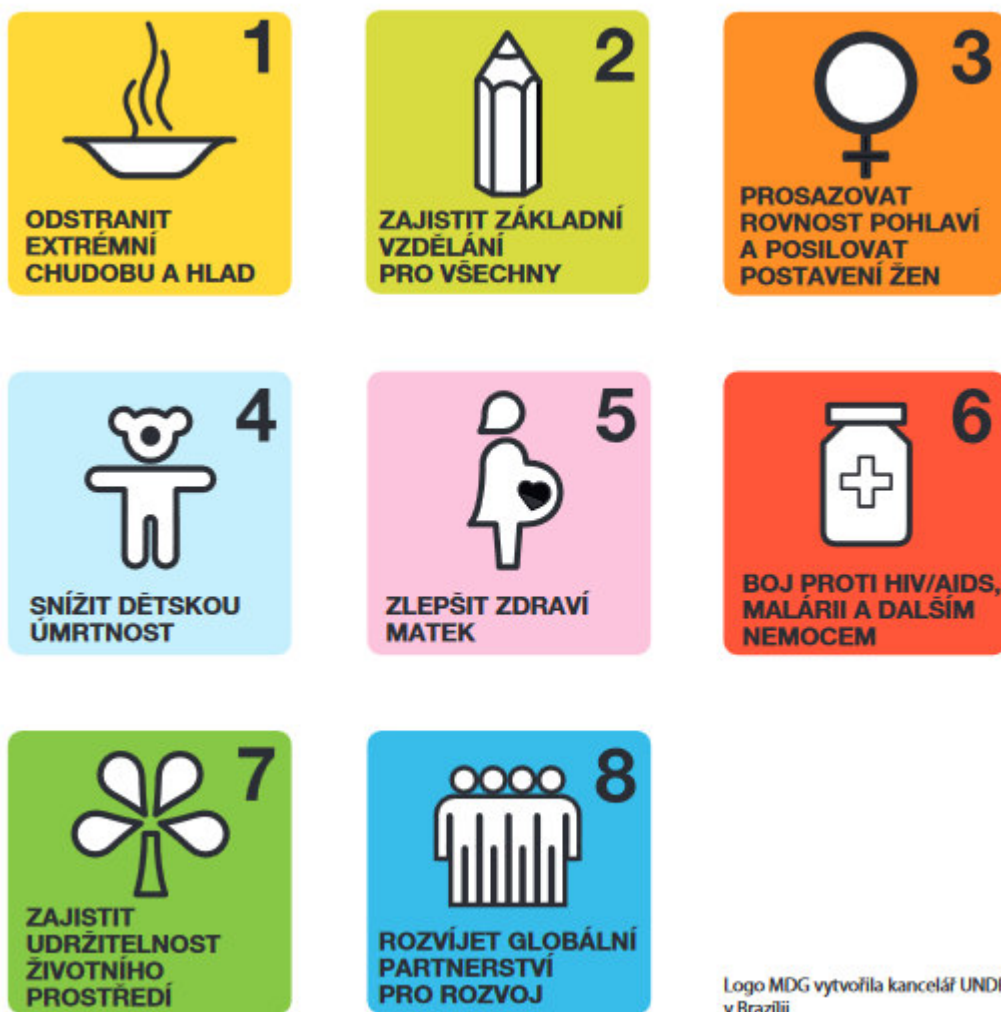 1
ODSTRANIT
EXTRÉMNÍ
CHUDOBU A HLAD
2
ZAJISTIT ZÁKLADNÍ
VZDĚLÁNÍ
PRO VŠECHNY
3
PROSAZOVAT
ROVNOST POHLAVÍ
A POSILOVAT
POSTAVENÍ ŽEN
4
SNÍŽIT DĚTSKOU
ÚMRTNOST
5
ZLEPŠIT ZDRAVÍ
MATEK
6
BOJ PROTI HIV/AIDS,
MALÁRII A DALŠÍM
NEMOCEM
7
ZAJISTIT
UDRŽITELNOST
ŽIVOTNÍHO
PROSTŘEDÍ
8
ROZVÍJET GLOBÁLNÍ
PARTNERSTVÍ
PRO ROZVOJ
Logo MDG vytvořila kancelář
v Brazílii